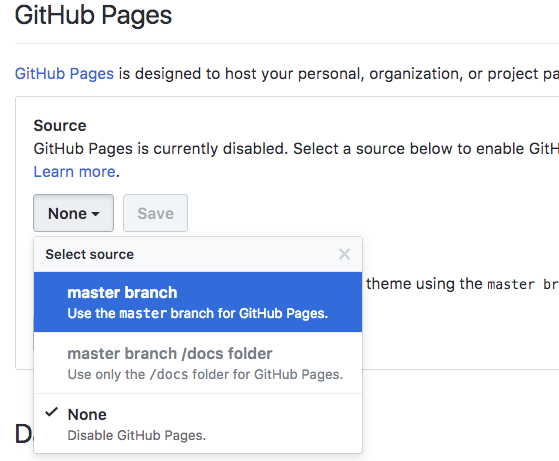 GitHub Pages
GitHub Pages is designed to host your personal, organization, or project pa
Source
GitHub Pages is currently disabled. Select a source below to enable GitH
Learn more.
None Save
Select source
theme using the master br
master branch
Use the master branch for GitHub Pages.
master branch /docs folder
Use only the /docs folder for GitHub Pages.
None
Disable GitHub Pages.